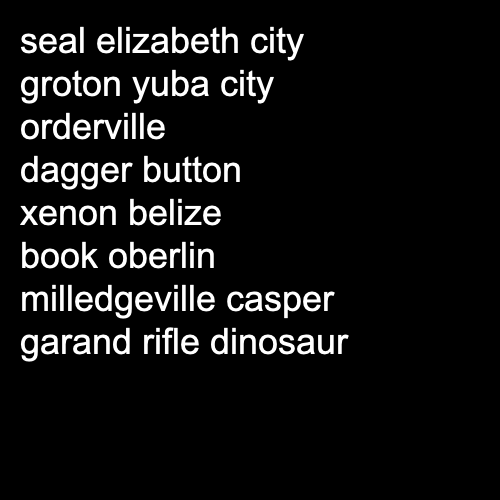 seal elizabeth city
groton yuba city
orderville
dagger button
xenon belize
book oberlin
milledgeville casper
garand rifle dinosaur